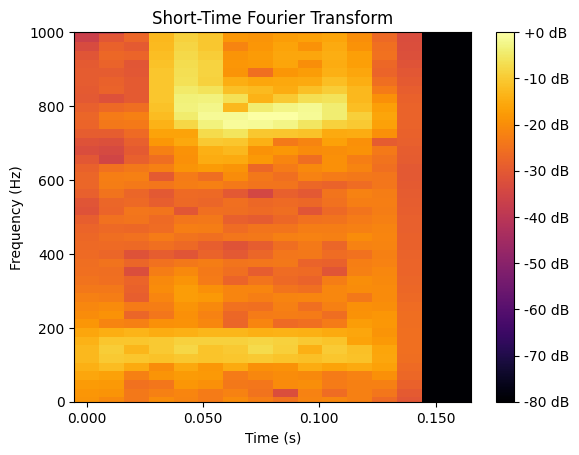 Short-Time Fourier Transform
1000
800
600
400
200
0
Frequency (Hz)
0.000
0.050
0.100
0.150
Time (s)
+0 dB
-10 dB
-20 dB
-30 dB
-40 dB
-50 dB
-60 dB
-70 dB
-80 dB